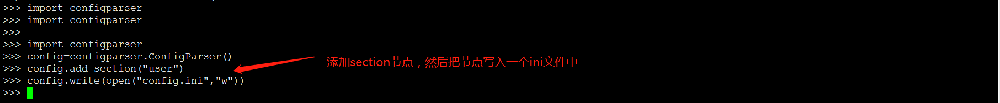 >>> import configparser
>>> import configparser
>>>
>>> import configparser
>>> config=configparser.ConfigParser()
>>> config.add_section("user")
添加section节点，然后把节点写入一个ini文件中
>>> config.write(open("config.ini","w"))
>>>